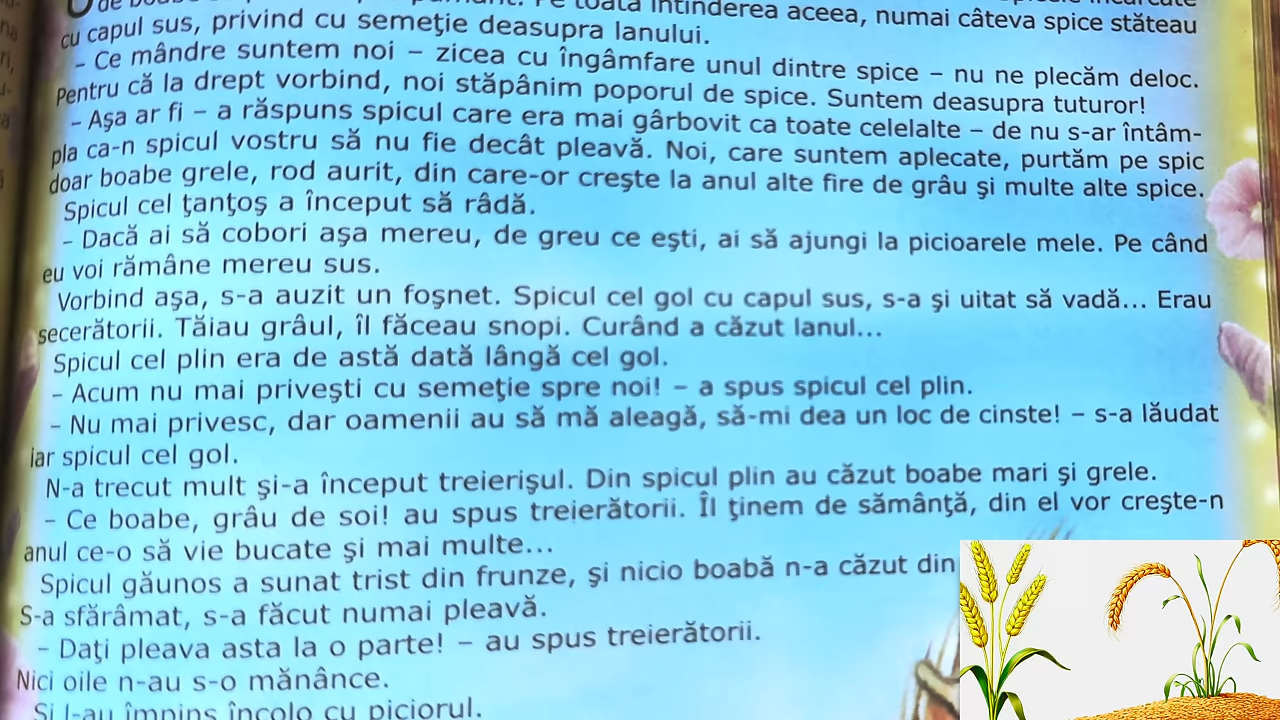 toată întinderea aceea, numai câteva spice stăteau
cu capul sus, privind cu semeţie deasupra lanului.
– Ce mândre suntem noi – zicea cu îngâmfare unul dintre spice – nu ne plecăm deloc.
Pentru că la drept vorbind, noi stăpânim poporul de spice. Suntem deasupra tuturor!
– Aşa ar fi – a răspuns spicul care era mai gârbovit ca toate celelalte – de nu s-ar întâm-
pla ca-n spicul vostru să nu fie decât pleavă. Noi, care suntem aplecate, purtăm pe spic
doar boabe grele, rod aurit, din care-or creşte la anul alte fire de grâu şi multe alte spice.
Spicul cel ţanţoş a început să râdă.
– Dacă ai să cobori aşa mereu, de greu ce eşti, ai să ajungi la picioarele mele. Pe când
eu voi rămâne mereu sus.
Vorbind aşa, s-a auzit un foşnet. Spicul cel gol cu capul sus, s-a şi uitat să vadă... Erau
secerătorii. Tăiau grâul, îl făceau snopi. Curând a căzut lanul...
Spicul cel plin era de astă dată lângă cel gol.
– Acum nu mai priveşti cu semeţie spre noi! – a spus spicul cel plin.
– Nu mai privesc, dar oamenii au să mă aleagă, să-mi dea un loc de cinste! – s-a lăudat
iar spicul cel gol.
N-a trecut mult şi-a început treierişul. Din spicul plin au căzut boabe mari şi grele.
– Ce boabe, grâu de soi! au spus treierătorii. Îl ţinem de sămânţă, din el vor creşte-n
anul ce-o să vie bucate şi mai multe...
Spicul găunos a sunat trist din frunze, şi nicio boabă n-a căzut din
S-a sfărâmat, s-a făcut numai pleavă.
– Daţi pleava asta la o parte! – au spus treierătorii.
Nici oile n-au s-o mănânce.
Şi l-au împins încolo cu piciorul.